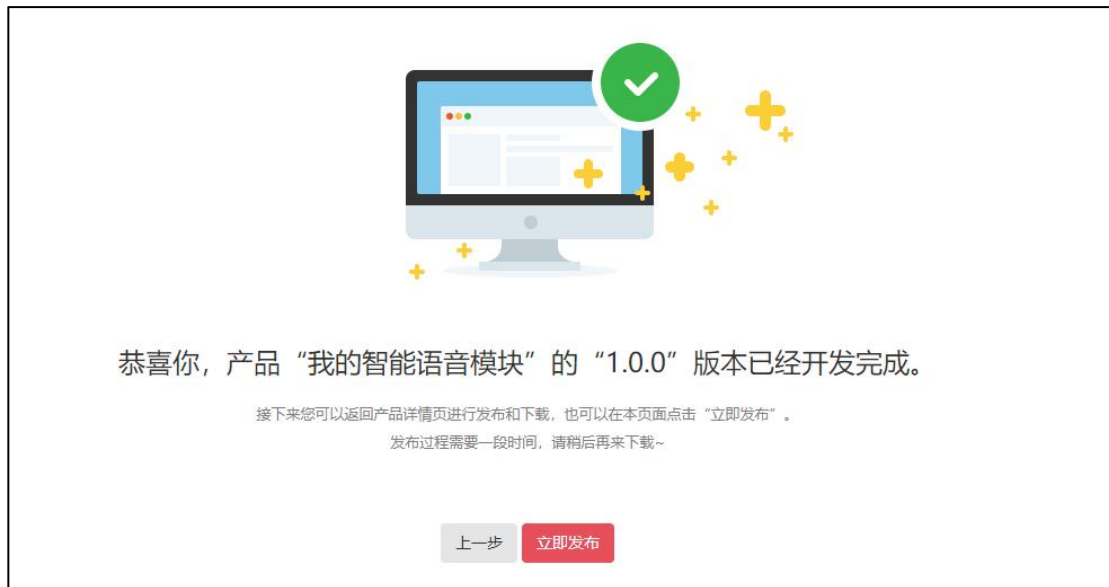 恭喜你，产品“我的智能语音模块”的“1.0.0”版本已经开发完成。
接下来您可以返回产品详情页进行发布和下载，也可以在本页面点击“立即发布”。
发布过程需要一段时间，请稍后再来下载~
上一步 立即发布